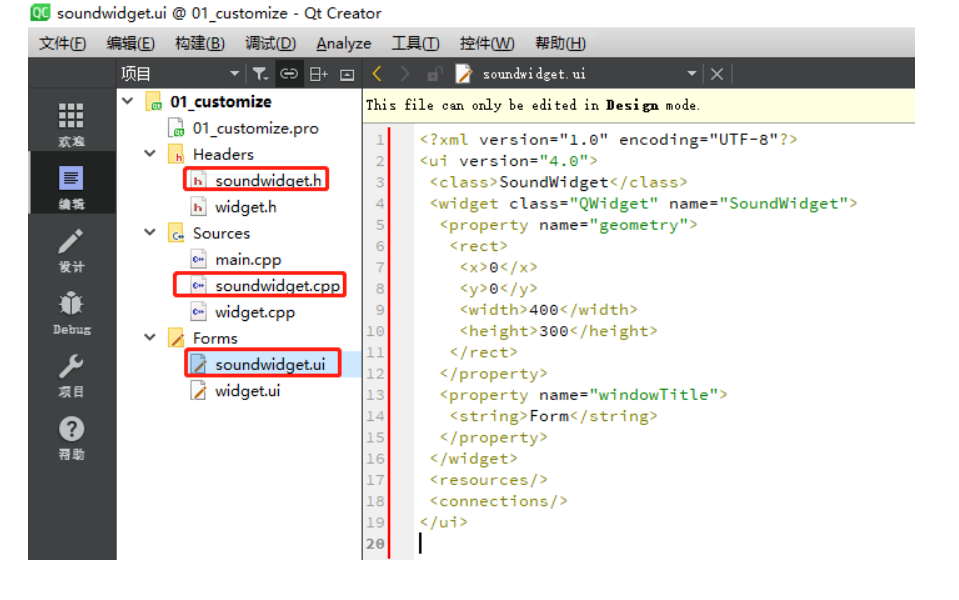 soundwidget.ui @ 01_customize - Qt Creator
文件(F) 编辑(E) 构建(B) 调试(D) Analyze 工具(T) 控件(W) 帮助(H)
项目
soundwidget.ui
01_customize
01_customize.pro
Headers
soundwidget.h
widget.h
Sources
main.cpp
soundwidget.cpp
widget.cpp
Forms
soundwidget.ui
widget.ui
欢迎
编辑
设计
Debug
项目
帮助
This file can only be edited in Design mode.
1 <?xml version="1.0" encoding="UTF-8"?>
2 <ui version="4.0">
3 <class>SoundWidget</class>
4 <widget class="QWidget" name="SoundWidget">
5 <property name="geometry">
6 <rect>
7 <x>0</x>
8 <y>0</y>
9 <width>400</width>
10 <height>300</height>
11 </rect>
12 </property>
13 <property name="windowTitle">
14 <string>Form</string>
15 </property>
16 </widget>
17 <resources/>
18 <connections/>
19 </ui>
20